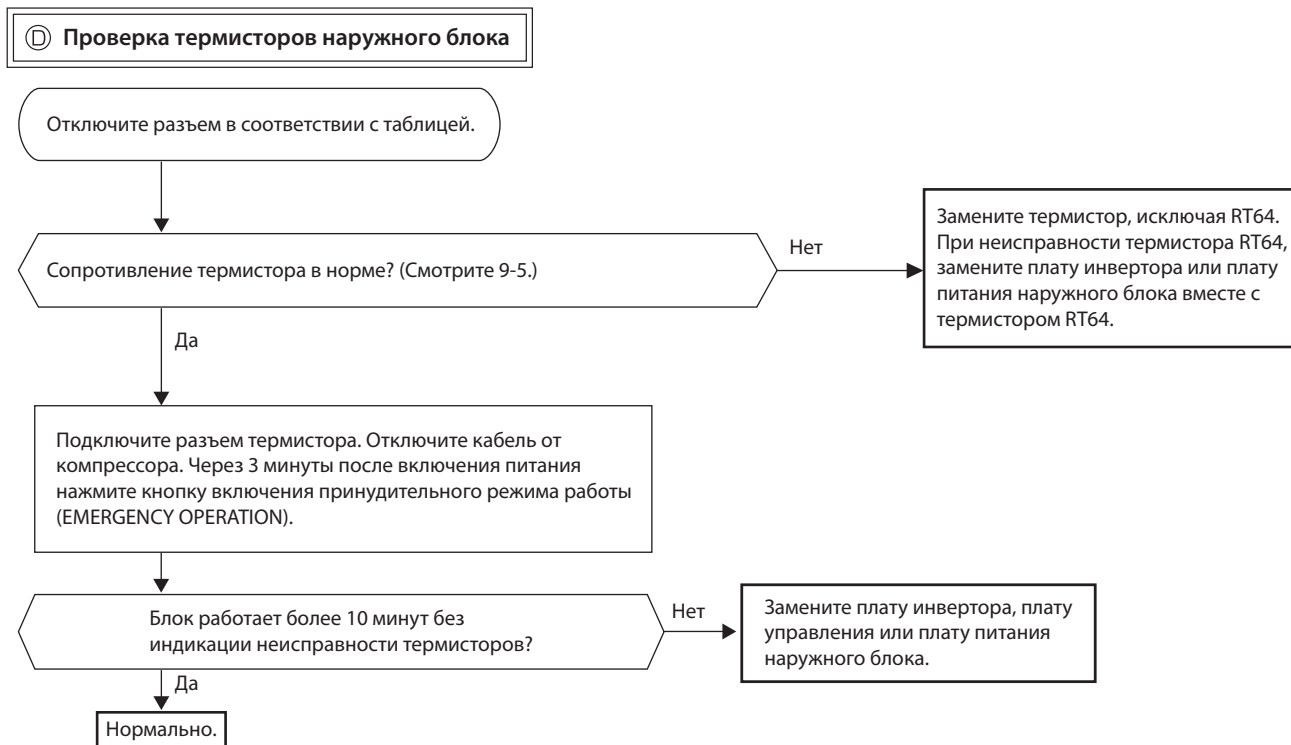 Ⓓ Проверка термисторов наружного блока
Отключите разъем в соответствии с таблицей.
Сопротивление термистора в норме? (Смотрите 9-5.)
Нет
Замените термистор, исключая RT64.
При неисправности термистора RT64,
замените плату инвертора или плату
питания наружного блока вместе с
термистором RT64.
Да
Подключите разъем термистора. Отключите кабель от
компрессора. Через 3 минуты после включения питания
нажмите кнопку включения принудительного режима работы
(EMERGENCY OPERATION).
Блок работает более 10 минут без
индикации неисправности термисторов?
Нет
Замените плату инвертора, плату
управления или плату питания
наружного блока.
Да
Нормально.